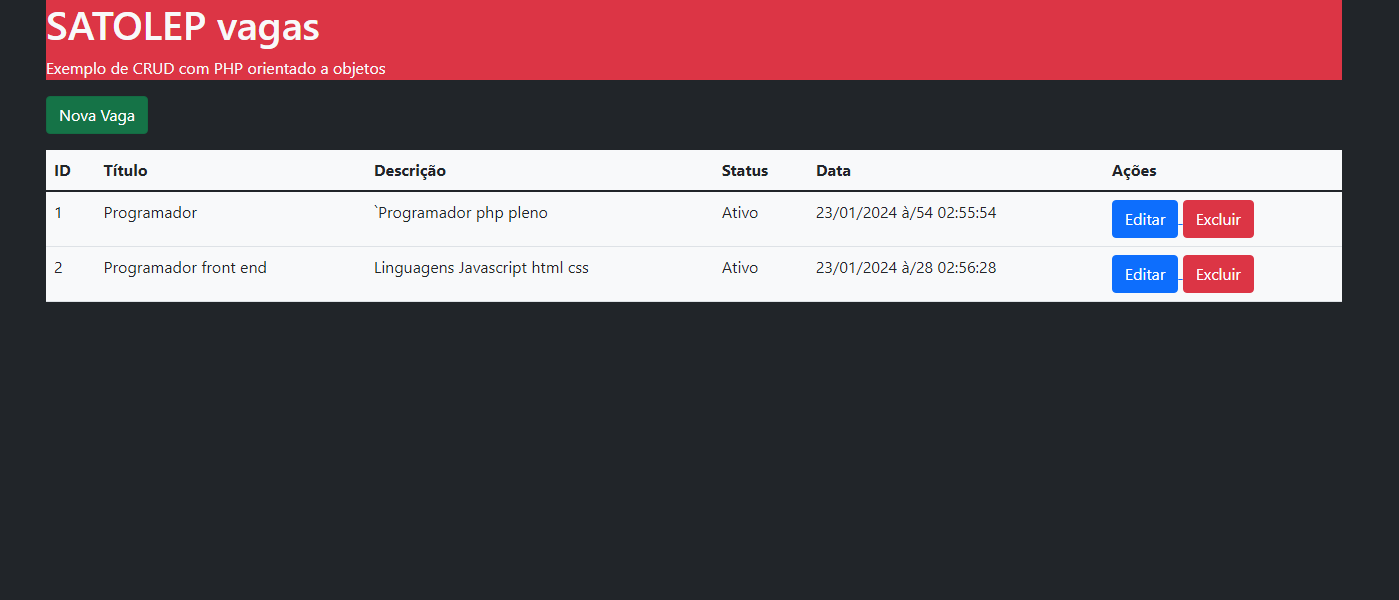 SATOLEP vagas
Exemplo de CRUD com PHP orientado a objetos
Nova Vaga
ID Título Descrição Status Data Ações
1 Programador `Programador php pleno Ativo 23/01/2024 à/54 02:55:54 Editar Excluir
2 Programador front end Linguagens Javascript html css Ativo 23/01/2024 à/28 02:56:28 Editar Excluir